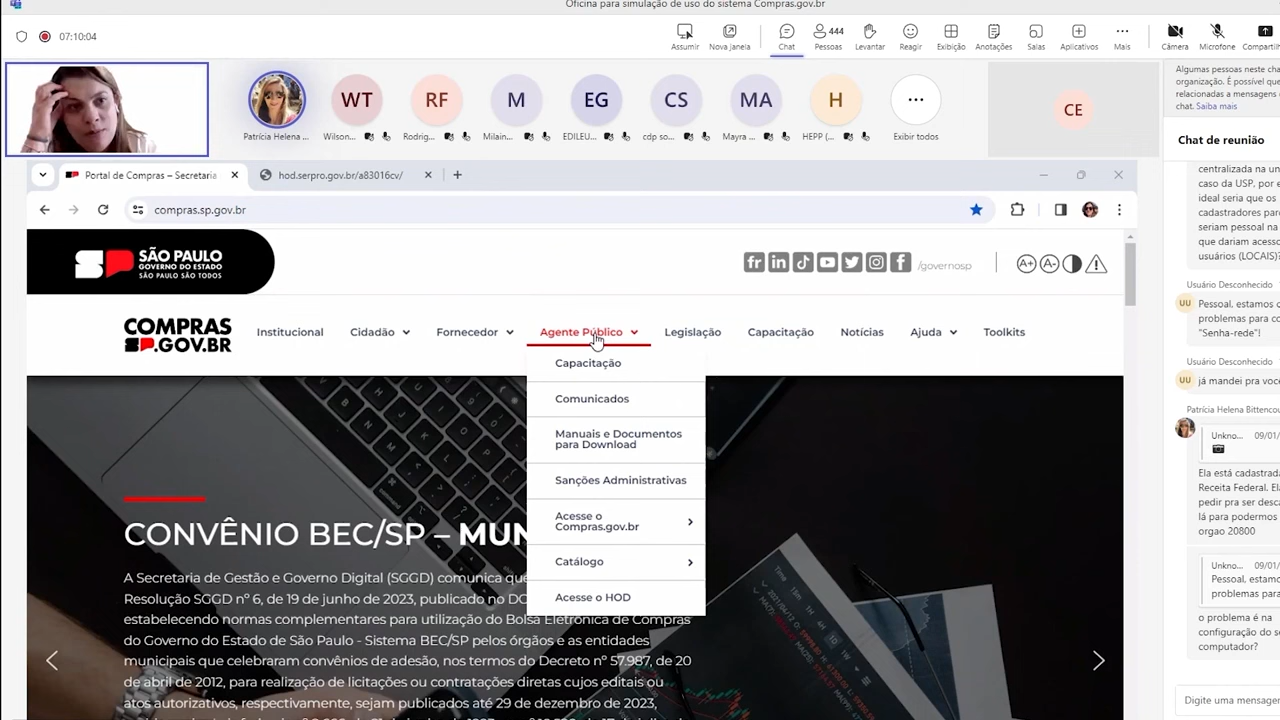 Oficina para simulação de uso do sistema Compras.gov.br
07:10:04
Assumir
Nova janela
Chat
444
Pessoas
Levantar
Reagir
Exibição
Anotações
Salas
Aplicativos
Mais
Câmera
Microfone
Compartil
WT
RF
M
EG
CS
MA
H
...
CE
Patrícia Helena ...
Wilson...
Rodrig...
Milain...
EDILEU...
cdp so...
Mayra ...
HEPP (...
Exibir todos
Portal de Compras – Secretaria
hod.serpro.gov.br/a83016cv/
compras.sp.gov.br
SÃO PAULO
GOVERNO DO ESTADO
SÃO PAULO SÃO TODOS
/governosp
A+
A-
COMPRAS
SP.GOV.BR
Institucional
Cidadão
Fornecedor
Agente Público
Legislação
Capacitação
Notícias
Ajuda
Toolkits
Capacitação
Comunicados
Manuais e Documentos
para Download
Sanções Administrativas
Acesse o
Compras.gov.br
Catálogo
Acesse o HOD
CONVÊNIO BEC/SP – MUN
A Secretaria de Gestão e Governo Digital (SGGD) comunica que
Resolução SGGD nº 6, de 19 de junho de 2023, publicado no DO
estabelecendo normas complementares para utilização do Bolsa Eletrônica de Compras
do Governo do Estado de São Paulo - Sistema BEC/SP pelos órgãos e as entidades
municipais que celebraram convênios de adesão, nos termos do Decreto nº 57.987, de 20
de abril de 2012, para realização de licitações ou contratações diretas cujos editais ou
atos autorizativos, respectivamente, sejam publicados até 29 de dezembro de 2023,
Algumas pessoas neste cha
organização. É possível que
relacionadas a mensagens
chat. Saiba mais
Chat de reunião
centralizada na un
caso da USP, por e
ideal seria que os
cadastradores parc
seriam pessoal na
que dariam acesso
usuários (LOCAIS)?
Usuário Desconhecido
UU
Pessoal, estamos c
problemas para co
"Senha-rede"!
Usuário Desconhecido
UU
já mandei pra você
Patrícia Helena Bittencou
Unkno...
09/01/
Ela está cadastrada
Receita Federal. El
pedir pra ser desca
lá para podermos
orgao 20800
Unkno...
09/01/
Pessoal, estamo
problemas para
o problema é na
configuração do se
computador?
Digite uma mensage